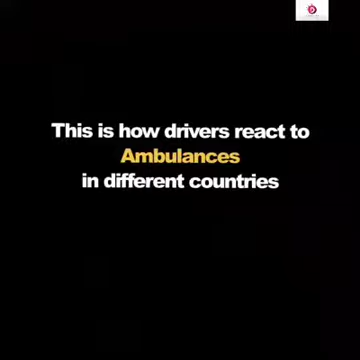 This is how drivers react to
Ambulances
in different countries